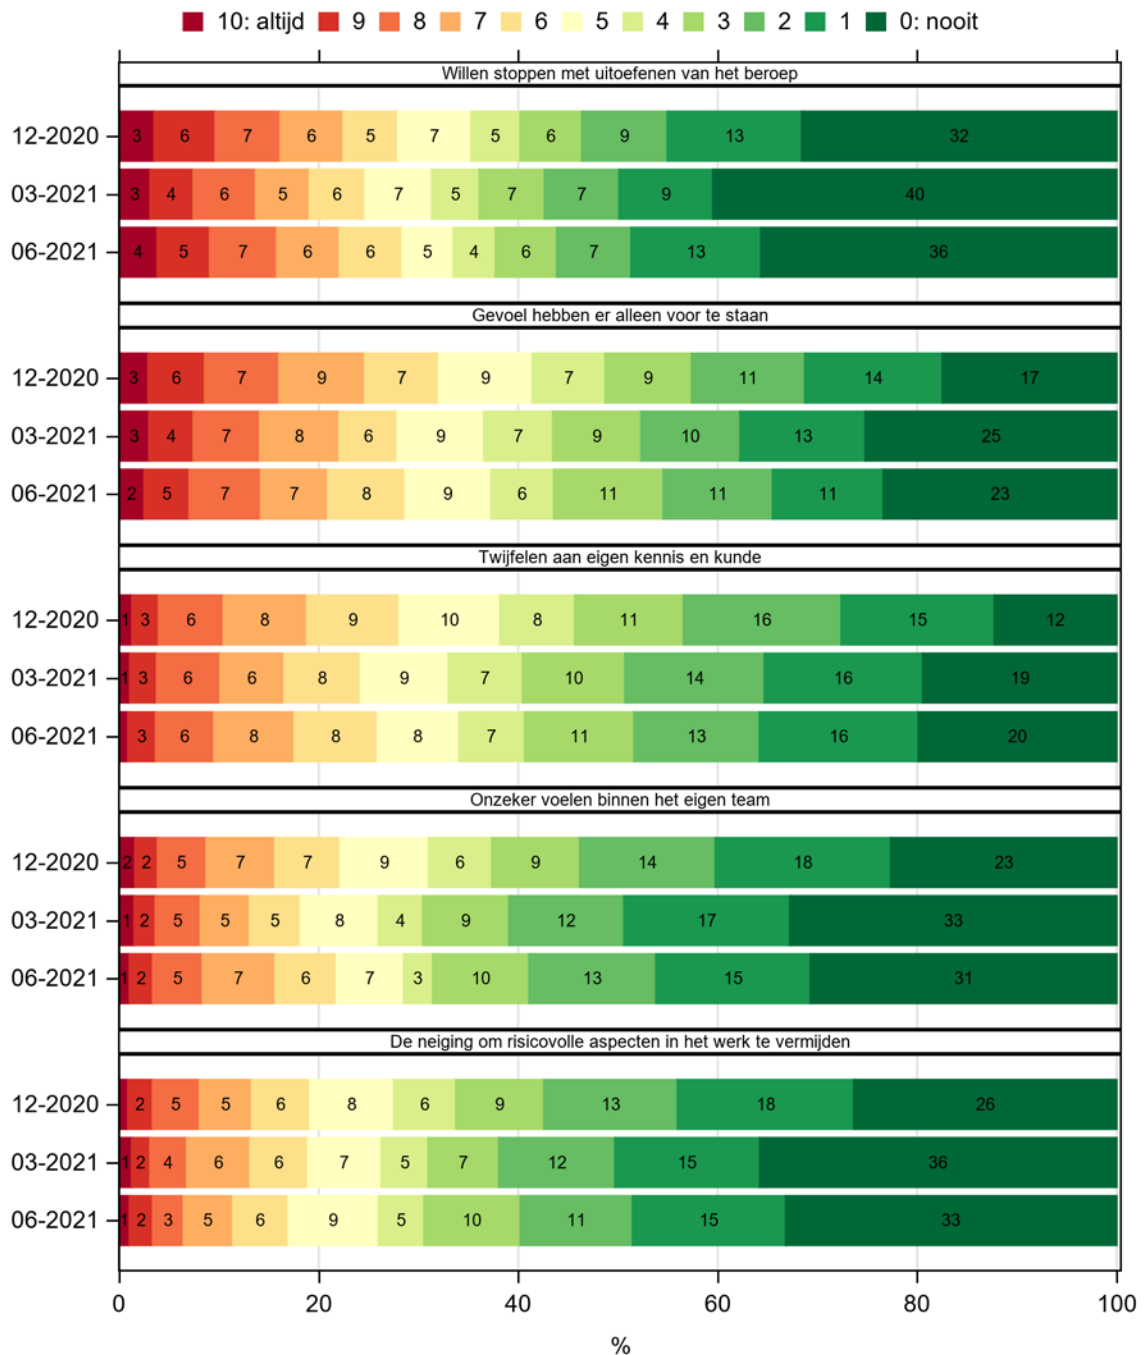 10: altijd 9 8 7 6 5 4 3 2 1 0: nooit
Willen stoppen met uitoefenen van het beroep
12-2020 3 6 7 6 5 7 5 6 9 13 32
03-2021 3 4 6 5 6 7 5 7 7 9 40
06-2021 4 5 7 6 6 5 4 6 7 13 36
Gevoel hebben er alleen voor te staan
12-2020 3 6 7 9 7 9 7 9 11 14 17
03-2021 3 4 7 8 6 9 7 9 10 13 25
06-2021 2 5 7 7 8 9 6 11 11 11 23
Twijfelen aan eigen kennis en kunde
12-2020 1 3 6 8 9 10 8 11 16 15 12
03-2021 1 3 6 6 8 9 7 10 14 16 19
06-2021 3 6 8 8 8 7 11 13 16 20
Onzeker voelen binnen het eigen team
12-2020 2 2 5 7 7 9 6 9 14 18 23
03-2021 1 2 5 5 5 8 4 9 12 17 33
06-2021 1 2 5 7 6 7 3 10 13 15 31
De neiging om risicovolle aspecten in het werk te vermijden
12-2020 2 5 5 6 8 6 9 13 18 26
03-2021 1 2 4 6 6 7 5 7 12 15 36
06-2021 1 2 3 5 6 9 5 10 11 15 33
0 20 40 60 80 100
%